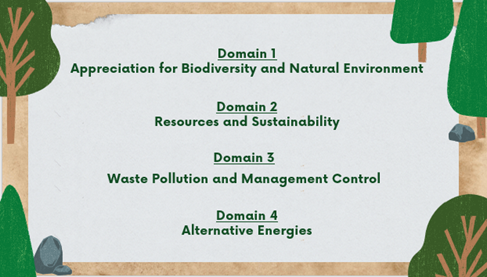 Domain 1
Appreciation for Biodiversity and Natural Environment
Domain 2
Resources and Sustainability
Domain 3
Waste Pollution and Management Control
Domain 4
Alternative Energies